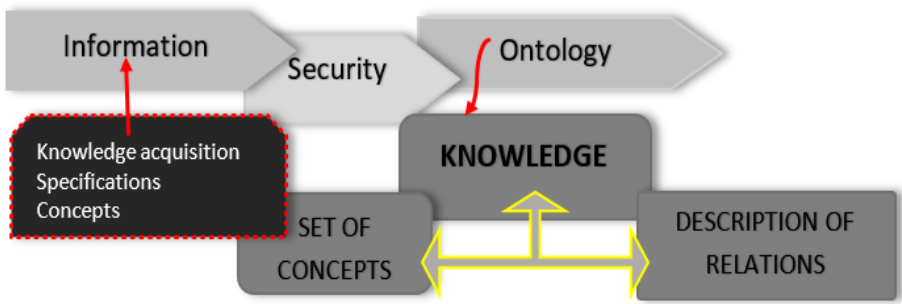 Information
Security
Ontology
Knowledge acquisition
Specifications
Concepts
KNOWLEDGE
SET OF
CONCEPTS
DESCRIPTION OF
RELATIONS